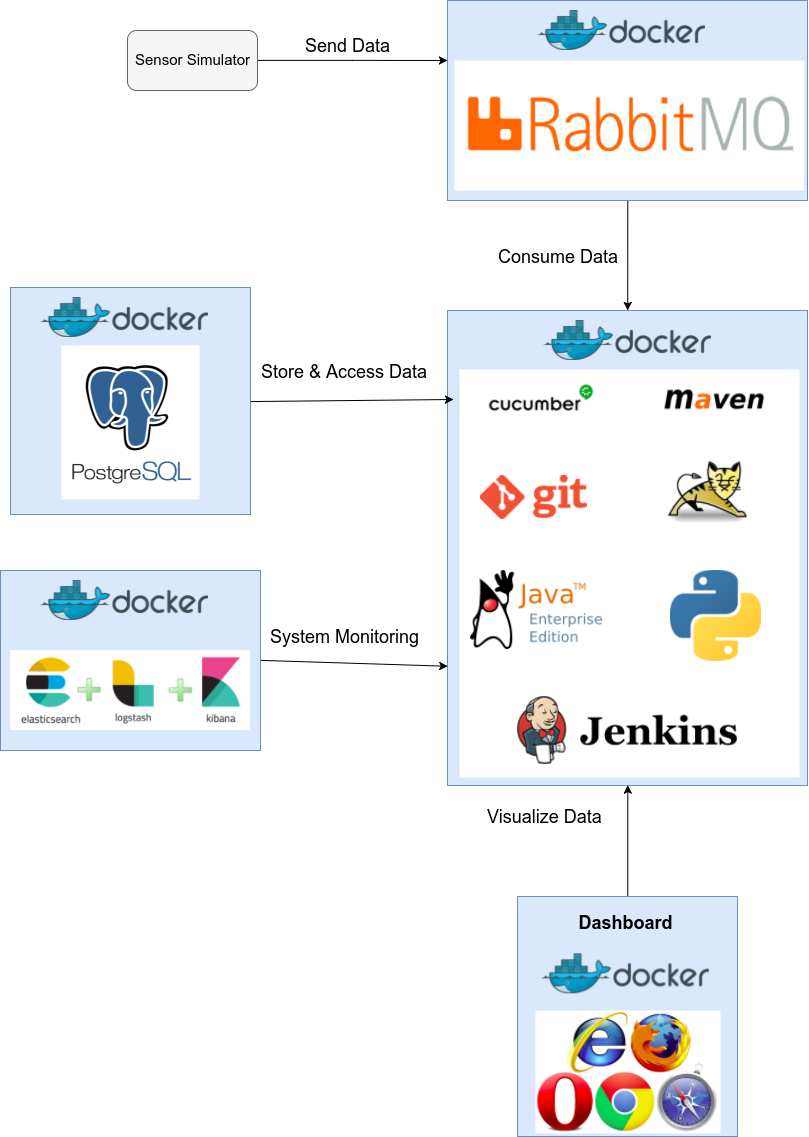 docker
Sensor Simulator
Send Data
RabbitMQ
Consume Data
docker
PostgreSQL
Store & Access Data
docker
cucumber
maven
git
Java™
Enterprise
Edition
Jenkins
docker
elasticsearch
logstash
kibana
System Monitoring
Visualize Data
Dashboard
docker